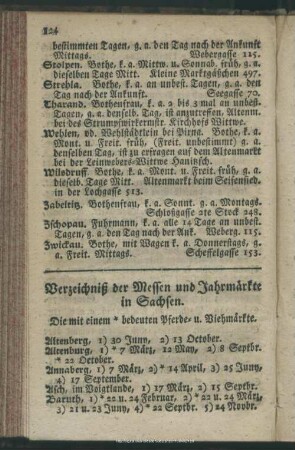 124
bestimmten Tagen, g. a. den Tag nach der Ankunft
Mittags. Webergasse 115.
Stolpen. Bothe, k. a. Mittw. u. Sonnab. früh, g. a.
dieselben Tage Mitt. Kleine Marktgäßchen 497.
Strehla. Bothe, k. a. an unbest. Tagen, g. a. den
Tag nach der Ankunft. Seegasse 70.
Tharand. Bothenfrau, k. a. 2 bis 3 mal an unbest.
Tagen, g. a. denselb. Tag, ist anzutreffen. Altenm.
bei des Strumpfwirkers Kirchhofs Wittwe.
Wehlen, od. Wehlstädtlein bei Pirna. Bothe, k. a.
Mont. u. Freit. früh, (Freit. unbestimmt) g. a.
denselben Tag, ist zu erfragen auf dem Altenmarkt
bei der Leinwebers-Wittwe Hanitzsch.
Wilsdruff. Bothe, k. a. Mont. u. Freit. früh, g. a.
dieselb. Tage Mitt. Altenmarkt beim Seifensied.
in der Lochgasse 513.
Zabeltitz. Bothenfrau, k. a. Sonnt. g. a. Montags.
Schloßgasse 2te Stock 248.
Zschopau. Fuhrmann, k. a. alle 14 Tage an unbest.
Tagen, g. a. den Tag nach der Ank. Weberg. 115.
Zwickau. Bothe, mit Wagen k. a. Donnerstags, g.
a. Freit. Mittags. Scheffelgasse 153.
Verzeichniß der Messen und Jahrmärkte
in Sachsen.
Die mit einem * bedeuten Pferde- u. Viehmärkte.
Altenberg, 1) 30 Juny, 2) 13 October.
Altenburg, 1) * 7 März, 12 May, 2) 8 Septbr.
* 22 October.
Annaberg, 1) 7 März, 2) * 14 April, 3) 25 Juny,
4) 17 September.
Asch, im Voigtlande, 1) 17 März, 2) 15 Septbr.
Baruth, 1) * 22 u. 24 Februar, 2) * 22 u. 24 März,
3) 21 u. 23 Juny, 4) * 22 Septbr. 5) 24 Novbr.